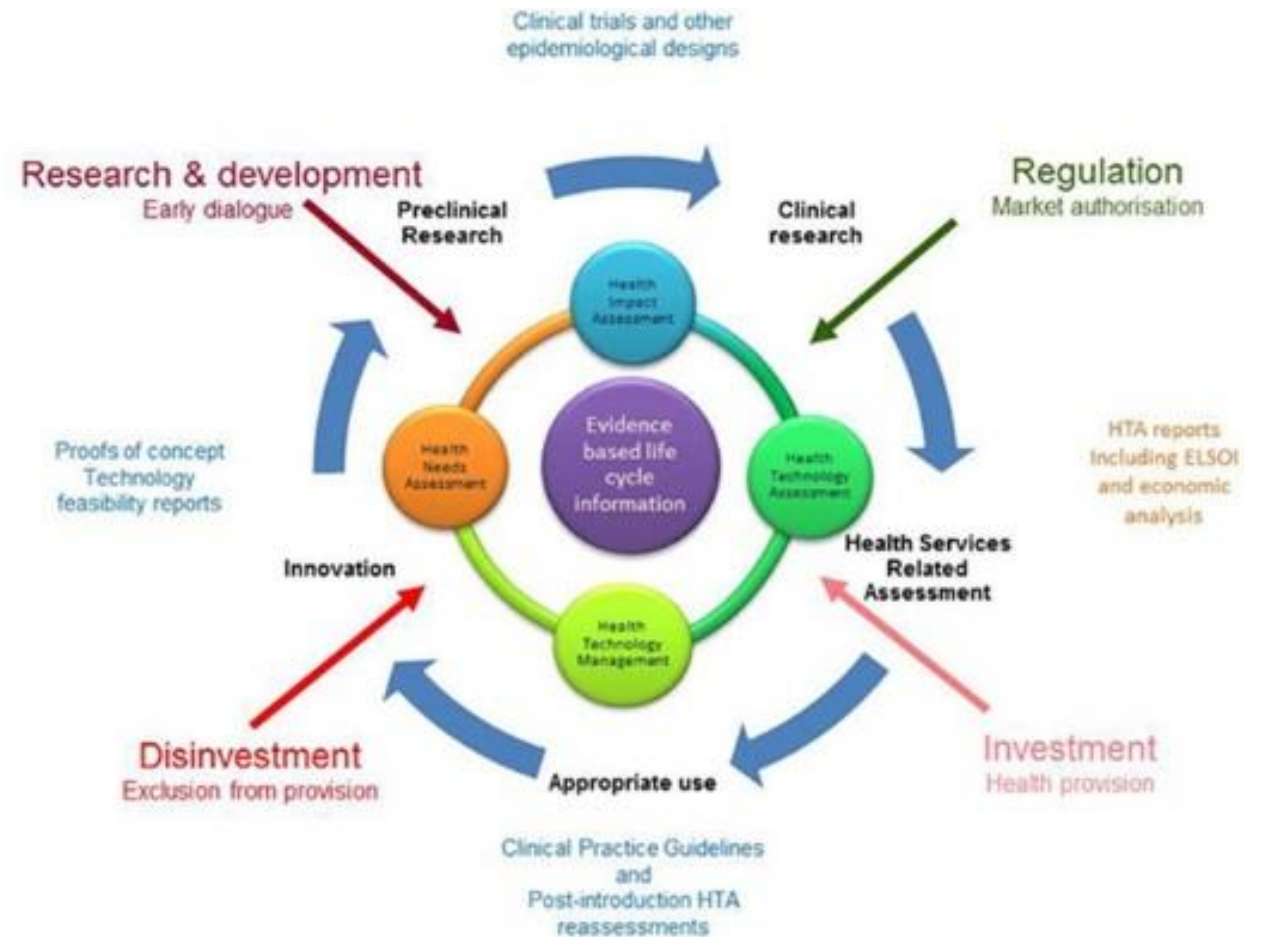 Clinical trials and other
epidemiological designs
Research & development
Early dialogue
Regulation
Market authorisation
Preclinical
Research
Clinical
research
Health
Impact
Assessment
Proofs of concept
Technology
feasibility reports
Health
Needs
Assessment
Evidence
based life
cycle
information
Health
Technology
Assessment
HTA reports
Including ELSOI
and economic
analysis
Innovation
Health Services
Related
Assessment
Health
Technology
Management
Disinvestment
Exclusion from provision
Investment
Health provision
Appropriate use
Clinical Practice Guidelines
and
Post-introduction HTA
reassessments